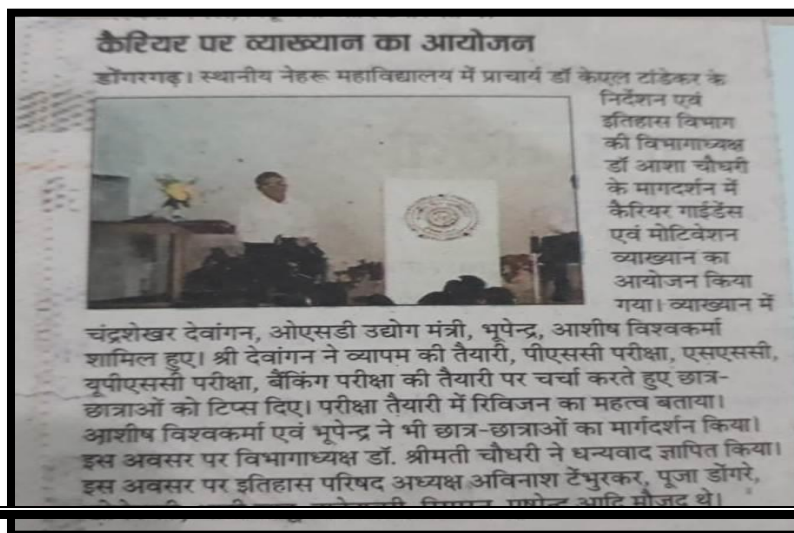 कैरियर पर व्याख्यान का आयोजन
डोंगरगढ़। स्थानीय नेहरू महाविद्यालय में प्राचार्य डॉ केएल टांडेकर के
निर्देशन एवं
इतिहास विभाग
की विभागाध्यक्ष
डॉ आशा चौधरी
के मागदर्शन में
कैरियर गाईडेंस
एवं मोटिवेशन
व्याख्यान का
आयोजन किया
गया। व्याख्यान में
चंद्रशेखर देवांगन, ओएसडी उद्योग मंत्री, भूपेन्द्र, आशीष विश्वकर्मा
शामिल हुए। श्री देवांगन ने व्यापम की तैयारी, पीएससी परीक्षा, एसएससी,
यूपीएससी परीक्षा, बैंकिंग परीक्षा की तैयारी पर चर्चा करते हुए छात्र-
छात्राओं को टिप्स दिए। परीक्षा तैयारी में रिविजन का महत्व बताया।
आशीष विश्वकर्मा एवं भूपेन्द्र ने भी छात्र-छात्राओं का मार्गदर्शन किया।
इस अवसर पर विभागाध्यक्ष डॉ. श्रीमती चौधरी ने धन्यवाद ज्ञापित किया।
इस अवसर पर इतिहास परिषद अध्यक्ष अविनाश टेंभुरकर, पूजा डोंगरे,
आदि मौजूद थे।